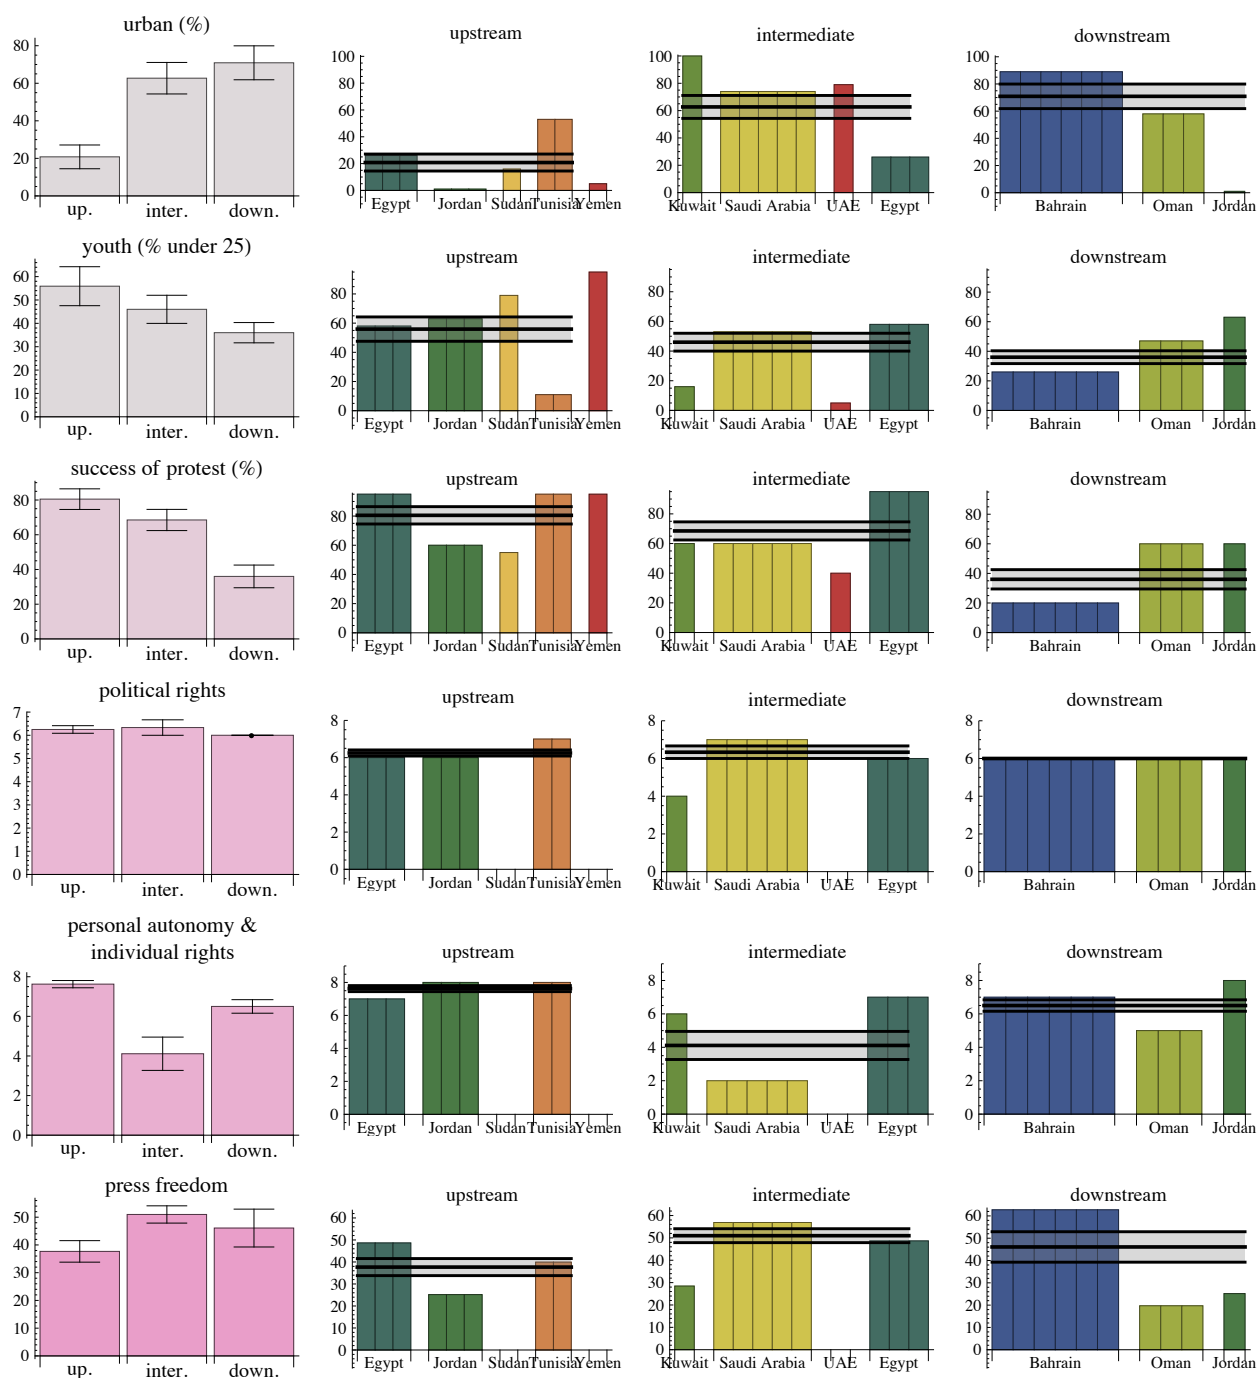 urban (%)
80
60
40
20
0
up. inter. down.
upstream
100
80
60
40
20
0
Egypt Jordan Sudan Tunisia Yemen
intermediate
100
80
60
40
20
0
Kuwait Saudi Arabia UAE Egypt
downstream
100
80
60
40
20
0
Bahrain Oman Jordan
youth (% under 25)
60
50
40
30
20
10
0
up. inter. down.
upstream
80
60
40
20
0
Egypt Jordan Sudan Tunisia Yemen
intermediate
80
60
40
20
0
Kuwait Saudi Arabia UAE Egypt
downstream
80
60
40
20
0
Bahrain Oman Jordan
success of protest (%)
80
60
40
20
0
up. inter. down.
upstream
80
60
40
20
0
Egypt Jordan Sudan Tunisia Yemen
intermediate
80
60
40
20
0
Kuwait Saudi Arabia UAE Egypt
downstream
80
60
40
20
0
Bahrain Oman Jordan
political rights
7
6
5
4
3
2
1
0
up. inter. down.
upstream
8
6
4
2
0
Egypt Jordan Sudan Tunisia Yemen
intermediate
8
6
4
2
0
Kuwait Saudi Arabia UAE Egypt
downstream
8
6
4
2
0
Bahrain Oman Jordan
personal autonomy &
individual rights
8
6
4
2
0
up. inter. down.
upstream
8
6
4
2
0
Egypt Jordan Sudan Tunisia Yemen
intermediate
8
6
4
2
0
Kuwait Saudi Arabia UAE Egypt
downstream
8
6
4
2
0
Bahrain Oman Jordan
press freedom
50
40
30
20
10
0
up. inter. down.
upstream
60
50
40
30
20
10
0
Egypt Jordan Sudan Tunisia Yemen
intermediate
60
50
40
30
20
10
0
Kuwait Saudi Arabia UAE Egypt
downstream
60
50
40
30
20
10
0
Bahrain Oman Jordan